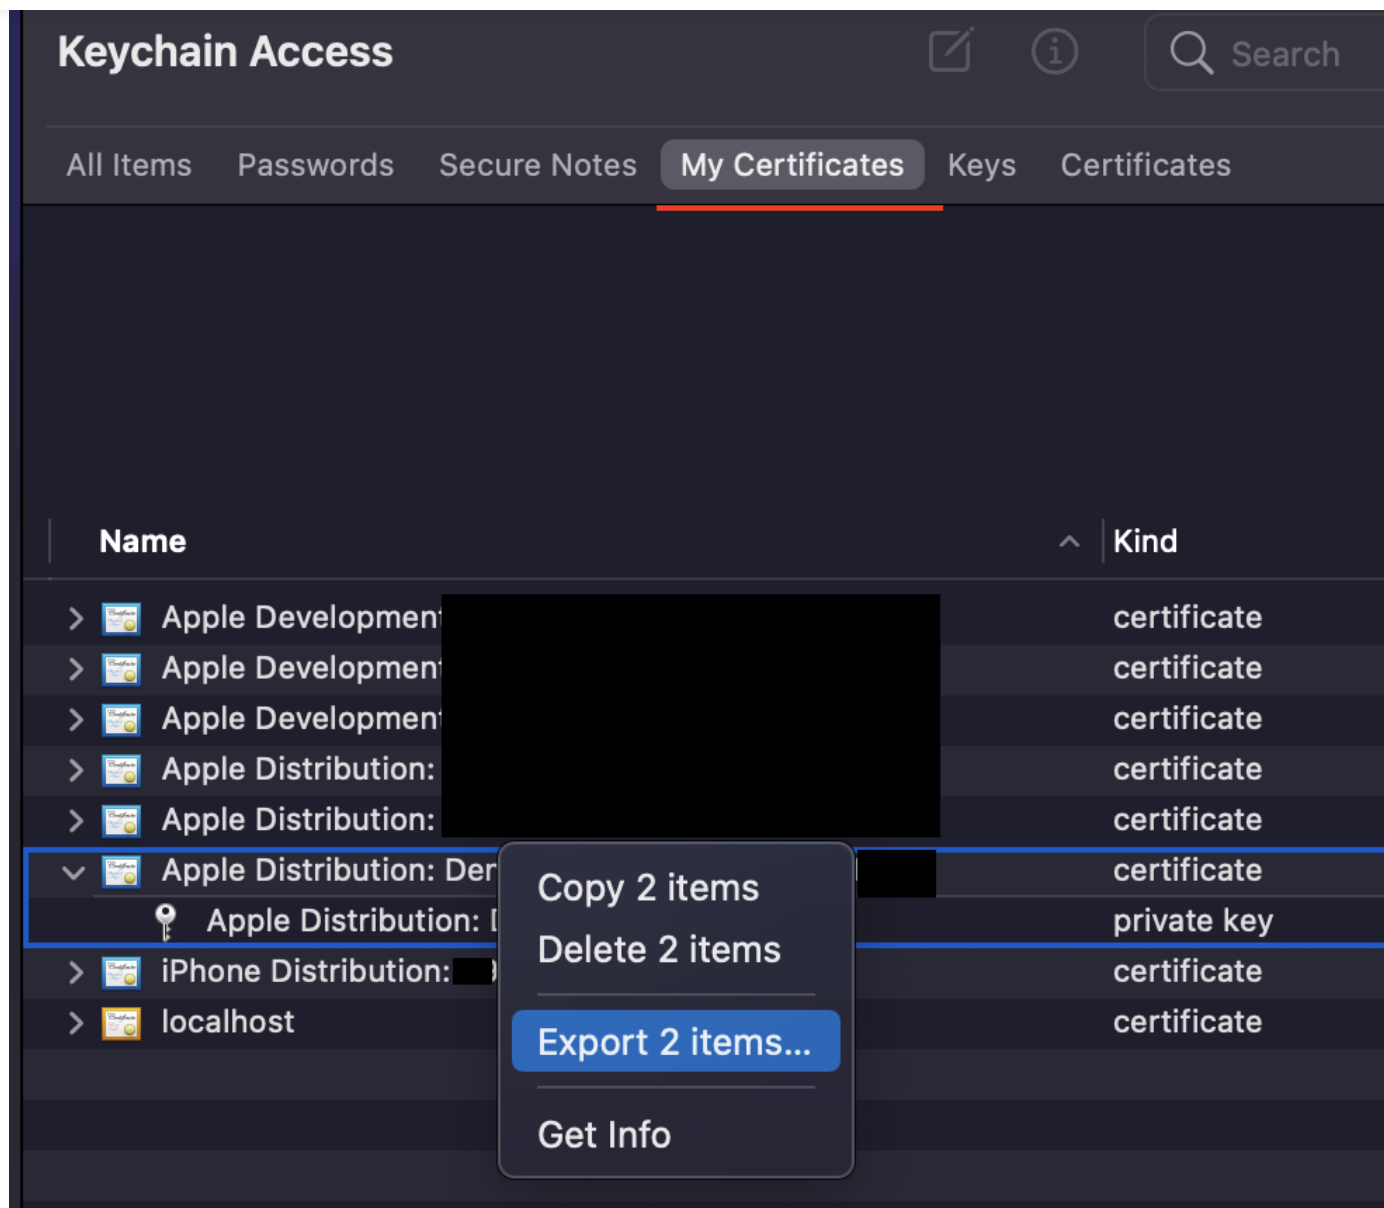 Keychain Access
Search
All Items Passwords Secure Notes My Certificates Keys Certificates
Name Kind
Apple Development certificate
Apple Development certificate
Apple Development certificate
Apple Distribution: certificate
Apple Distribution: certificate
Apple Distribution: certificate
Apple Distribution: private key
iPhone Distribution: certificate
localhost certificate
Copy 2 items
Delete 2 items
Export 2 items...
Get Info